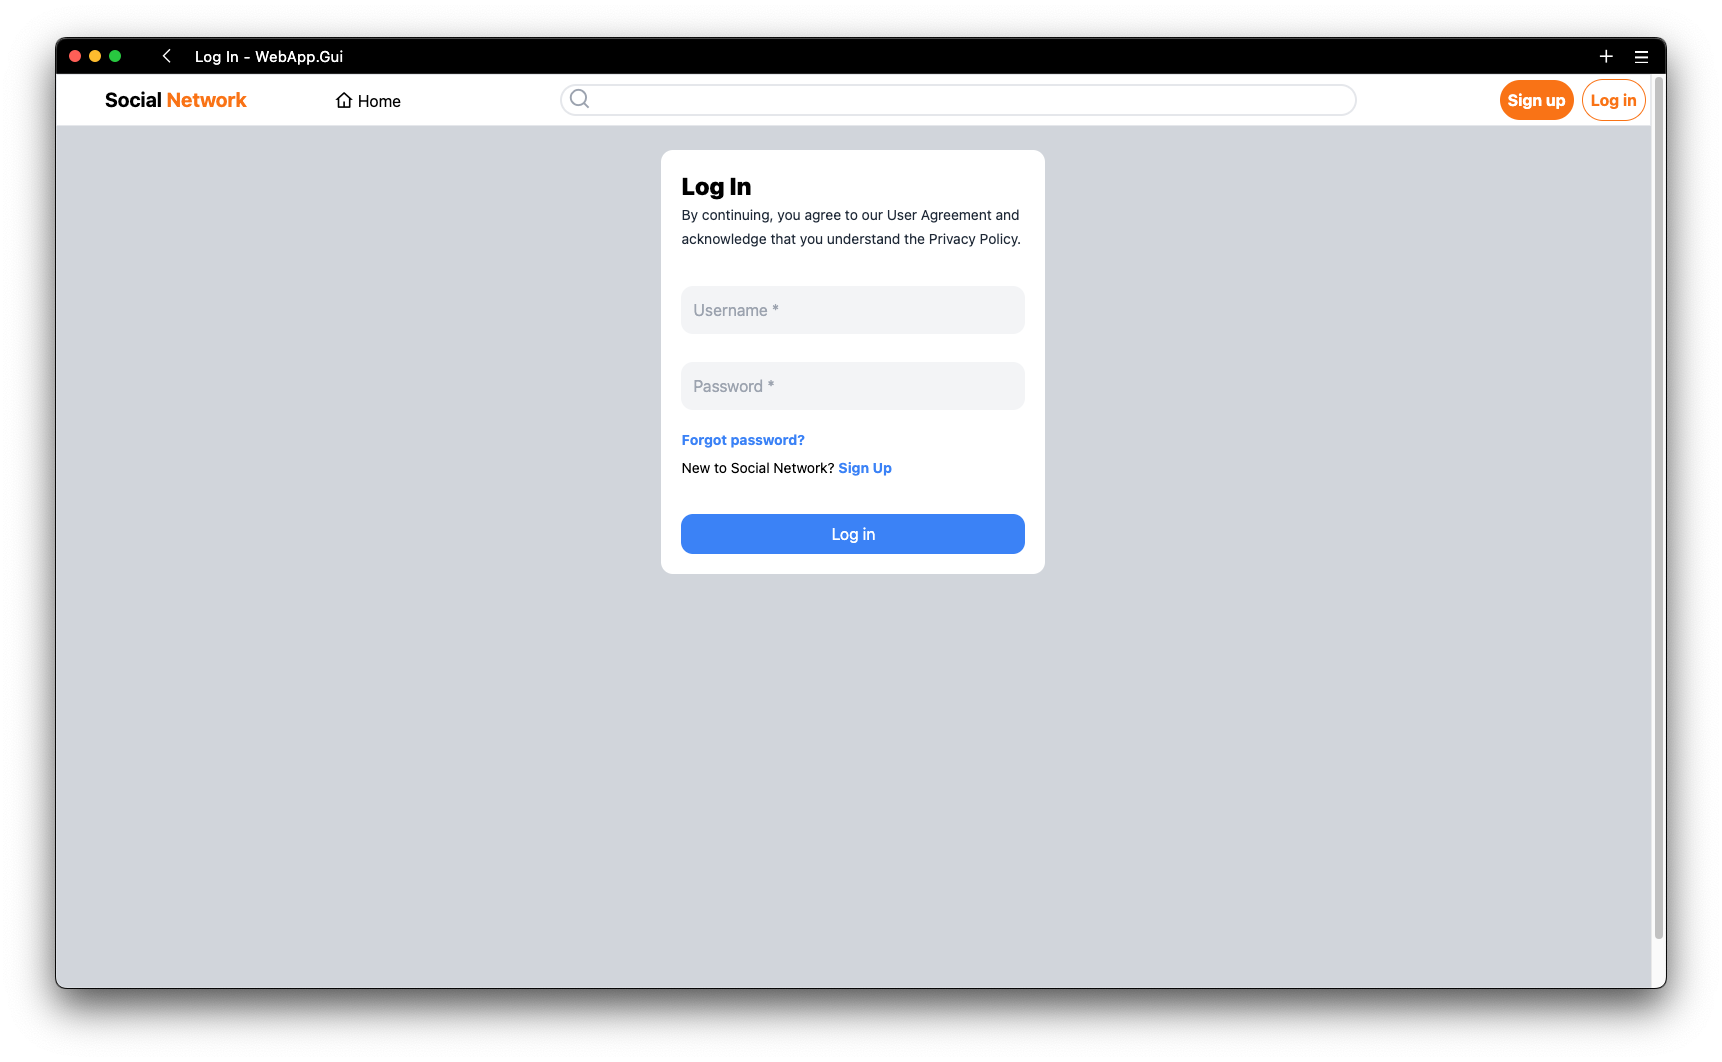 Log In - WebApp.Gui
Social Network
Home
Sign up
Log in
Log In
By continuing, you agree to our User Agreement and
acknowledge that you understand the Privacy Policy.
Username *
Password *
Forgot password?
New to Social Network? Sign Up
Log in